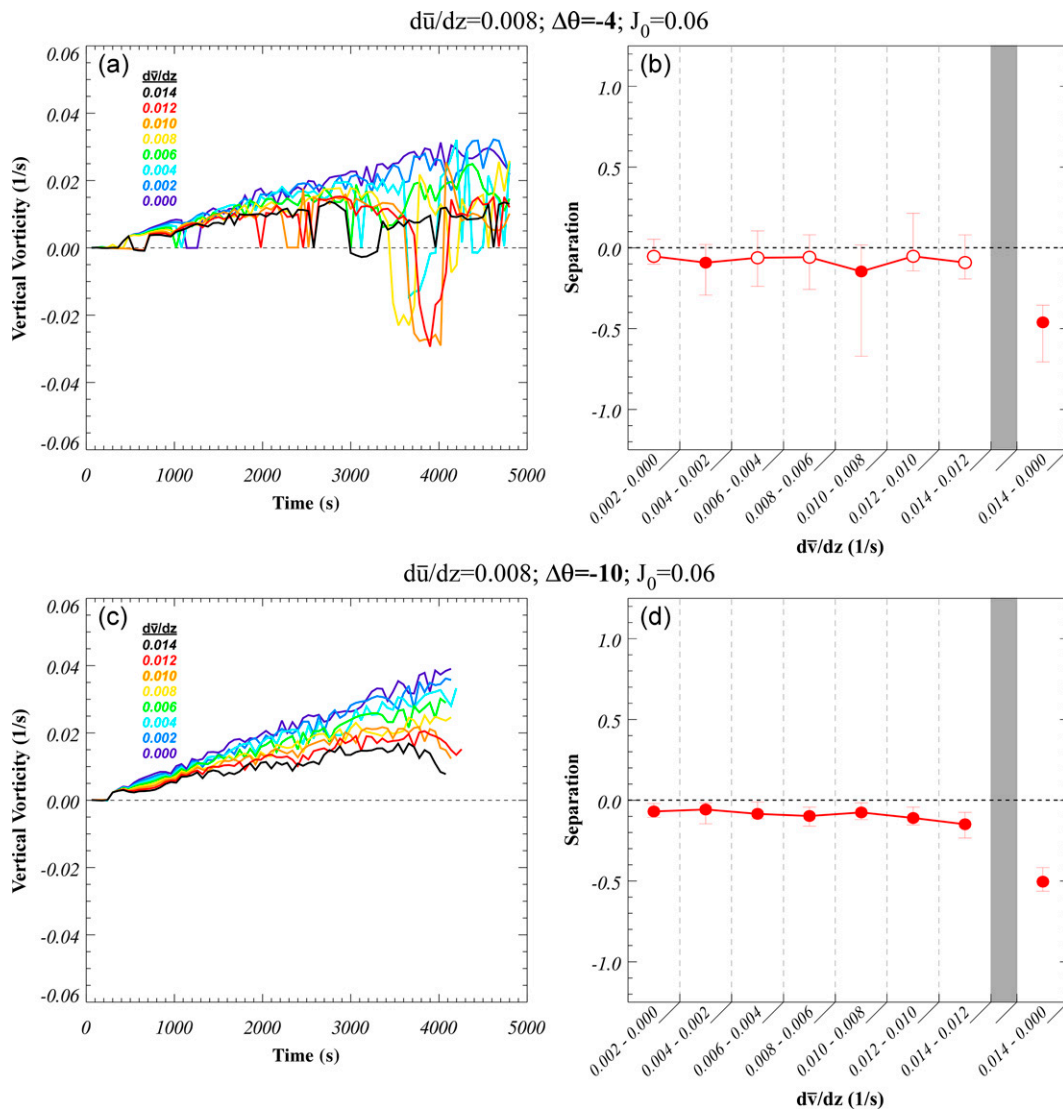 dū/dz=0.008; Δθ=-4; J₀=0.06
(a)
dv̄/dz
0.014
0.012
0.010
0.008
0.006
0.004
0.002
0.000
0.06
0.04
0.02
0.00
-0.02
-0.04
-0.06
Vertical Vorticity (1/s)
0 1000 2000 3000 4000 5000
Time (s)
(b)
1.0
0.5
0.0
-0.5
-1.0
Separation
0.002 - 0.000
0.004 - 0.002
0.006 - 0.004
0.008 - 0.006
0.010 - 0.008
0.012 - 0.010
0.014 - 0.012
0.014 - 0.000
dv̄/dz (1/s)
dū/dz=0.008; Δθ=-10; J₀=0.06
(c)
dv̄/dz
0.014
0.012
0.010
0.008
0.006
0.004
0.002
0.000
0.06
0.04
0.02
0.00
-0.02
-0.04
-0.06
Vertical Vorticity (1/s)
0 1000 2000 3000 4000 5000
Time (s)
(d)
1.0
0.5
0.0
-0.5
-1.0
Separation
0.002 - 0.000
0.004 - 0.002
0.006 - 0.004
0.008 - 0.006
0.010 - 0.008
0.012 - 0.010
0.014 - 0.012
0.014 - 0.000
dv̄/dz (1/s)